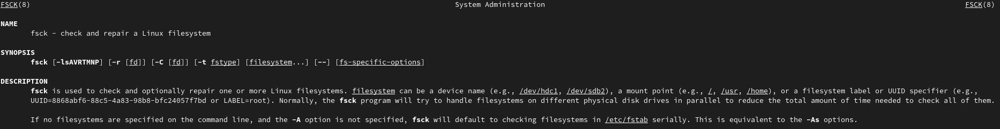 FSCK(8) System Administration FSCK(8)
NAME
fsck - check and repair a Linux filesystem
SYNOPSIS
fsck [-lsAVRTMNP] [-r [fd]] [-C [fd]] [-t fstype] [filesystem...] [--] [fs-specific-options]
DESCRIPTION
fsck is used to check and optionally repair one or more Linux filesystems. filesystem can be a device name (e.g., /dev/hdc1, /dev/sdb2), a mount point (e.g., /, /usr, /home), or a filesystem label or UUID specifier (e.g.,
UUID=8868abf6-88c5-4a83-98b8-bfc24057f7bd or LABEL=root). Normally, the fsck program will try to handle filesystems on different physical disk drives in parallel to reduce the total amount of time needed to check all of them.
If no filesystems are specified on the command line, and the -A option is not specified, fsck will default to checking filesystems in /etc/fstab serially. This is equivalent to the -As options.